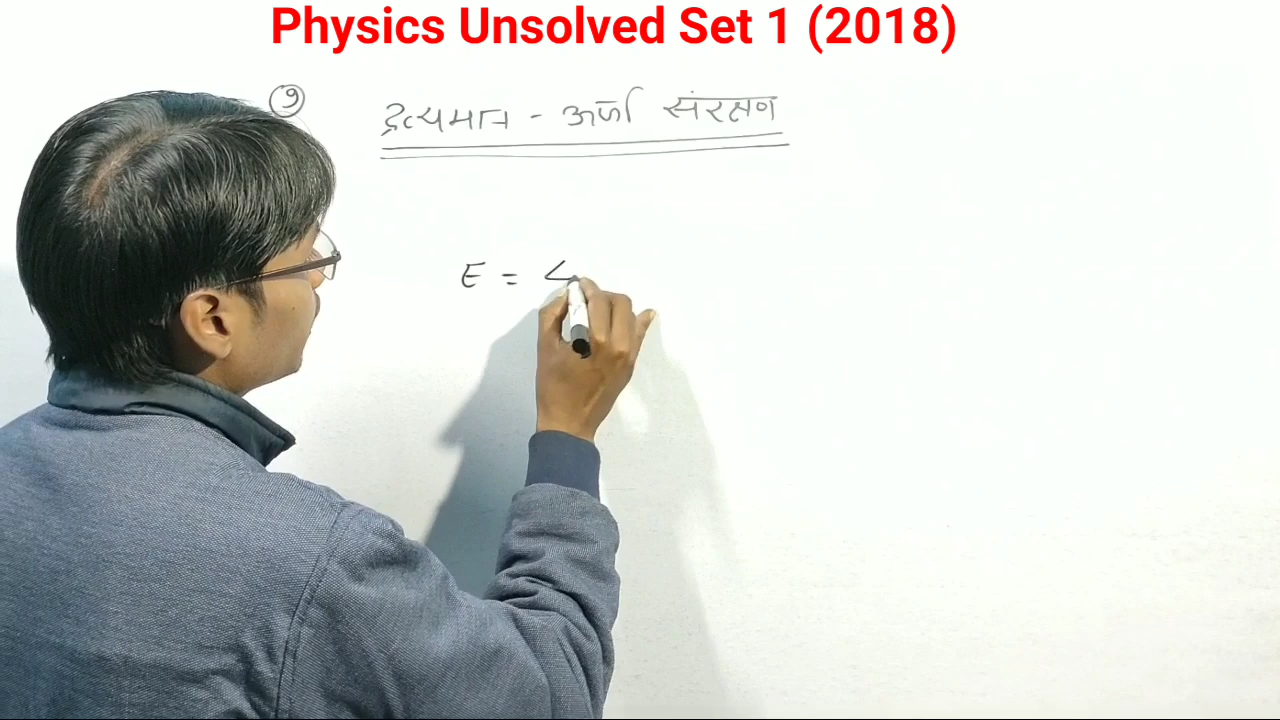 Physics Unsolved Set 1 (2018)
9 द्रव्यमान - ऊर्जा संरक्षण
E =